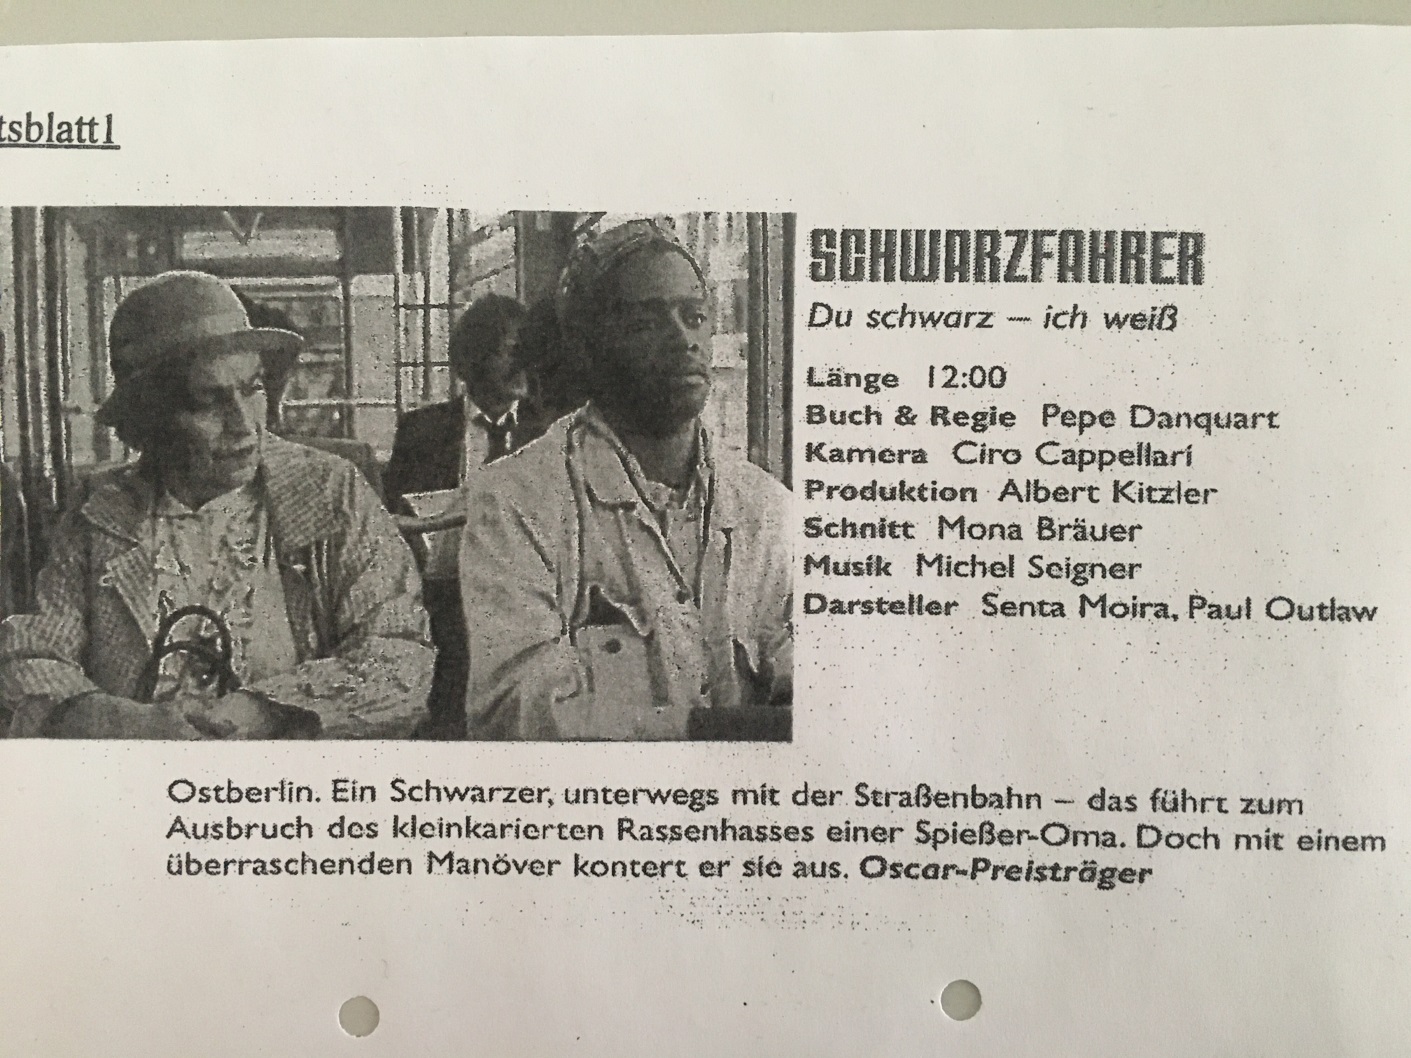 tsblatt1
SCHWARZFAHRER
Du schwarz – ich weiß
Länge 12:00
Buch & Regie Pepe Danquart
Kamera Ciro Cappellari
Produktion Albert Kitzler
Schnitt Mona Bräuer
Musik Michel Seigner
Darsteller Senta Moira, Paul Outlaw
Ostberlin. Ein Schwarzer, unterwegs mit der Straßenbahn – das führt zum
Ausbruch des kleinkarierten Rassenhasses einer Spießer-Oma. Doch mit einem
überraschenden Manöver kontert er sie aus. Oscar-Preisträger